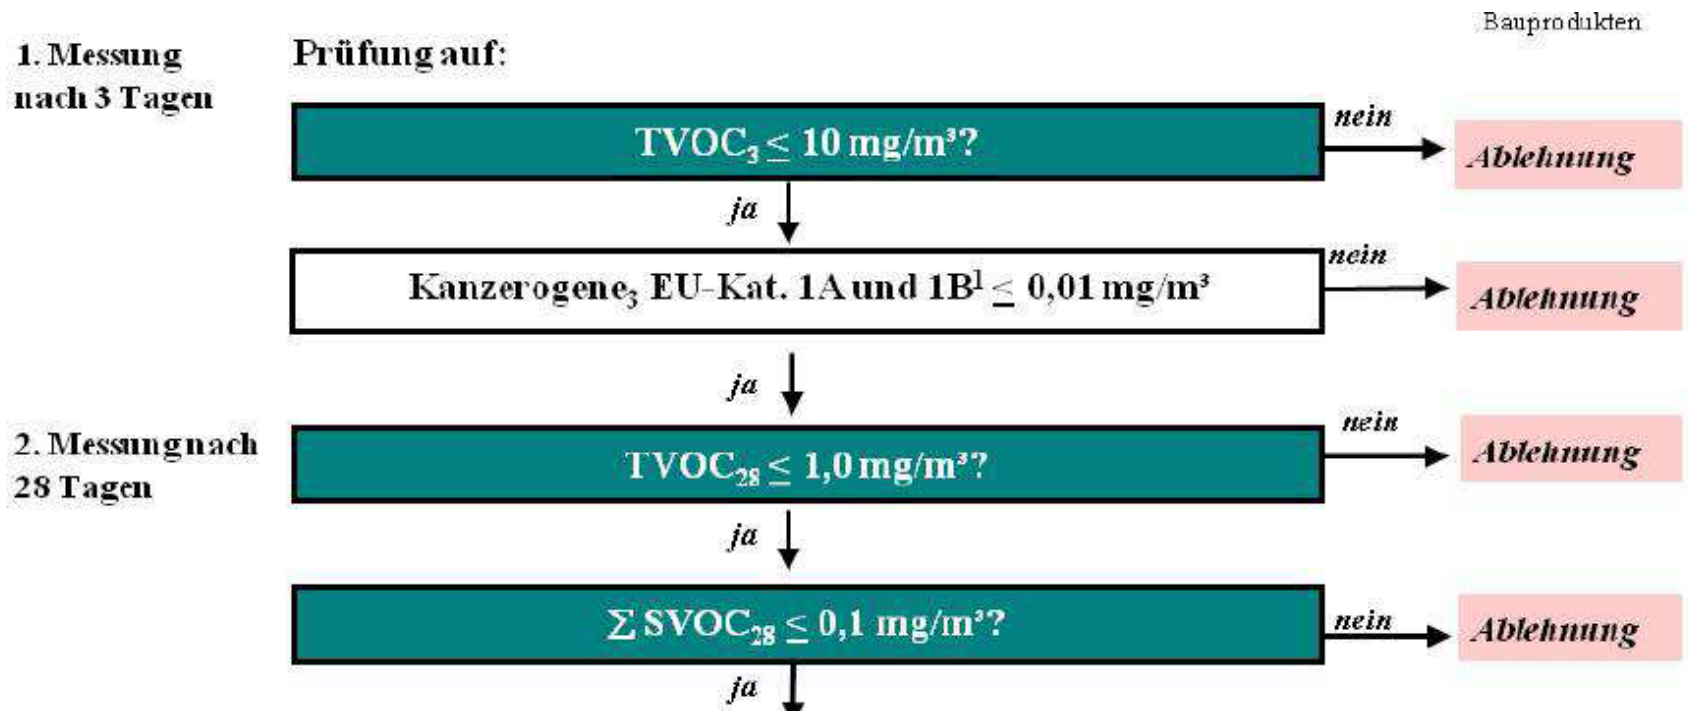 Bauprodukten
1. Messung
nach 3 Tagen
Prüfung auf:
TVOC₃ ≤ 10 mg/m³?
nein
Ablehnung
ja
Kanzerogene₃ EU-Kat. 1A und 1B¹ ≤ 0,01 mg/m³
nein
Ablehnung
ja
2. Messung nach
28 Tagen
TVOC₂₈ ≤ 1,0 mg/m³?
nein
Ablehnung
ja
Σ SVOC₂₈ ≤ 0,1 mg/m³?
nein
Ablehnung
ja